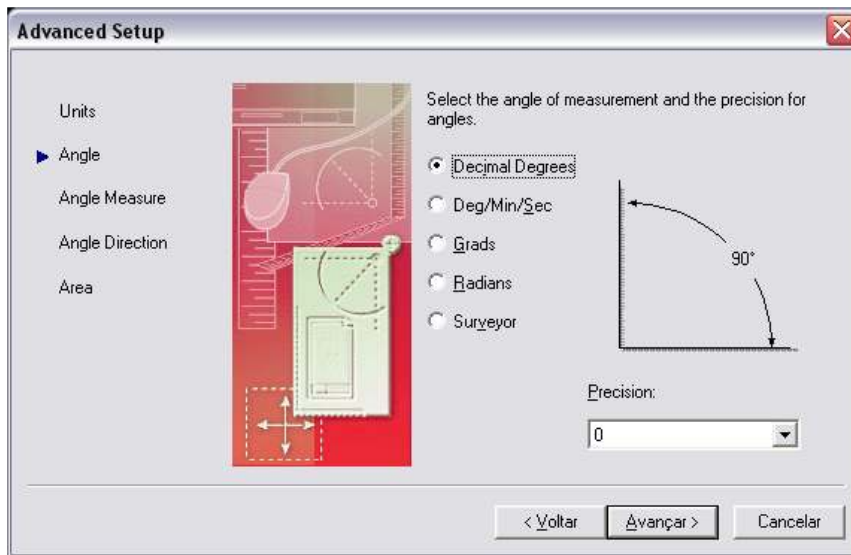 Advanced Setup
Units
Angle
Angle Measure
Angle Direction
Area
Select the angle of measurement and the precision for
angles.
Decimal Degrees
Deg/Min/Sec
Grads
Radians
Surveyor
90°
Precision:
0
< Voltar
Avançar >
Cancelar